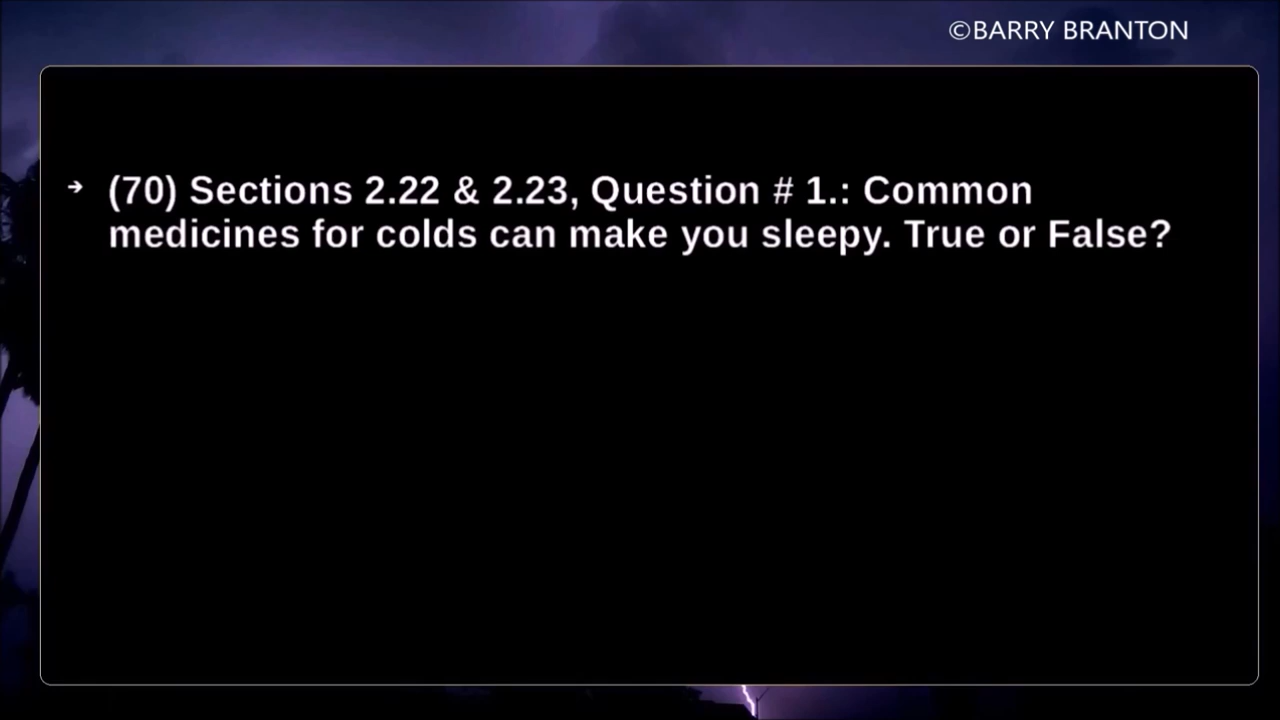 ©BARRY BRANTON
➔ (70) Sections 2.22 & 2.23, Question # 1.: Common
medicines for colds can make you sleepy. True or False?